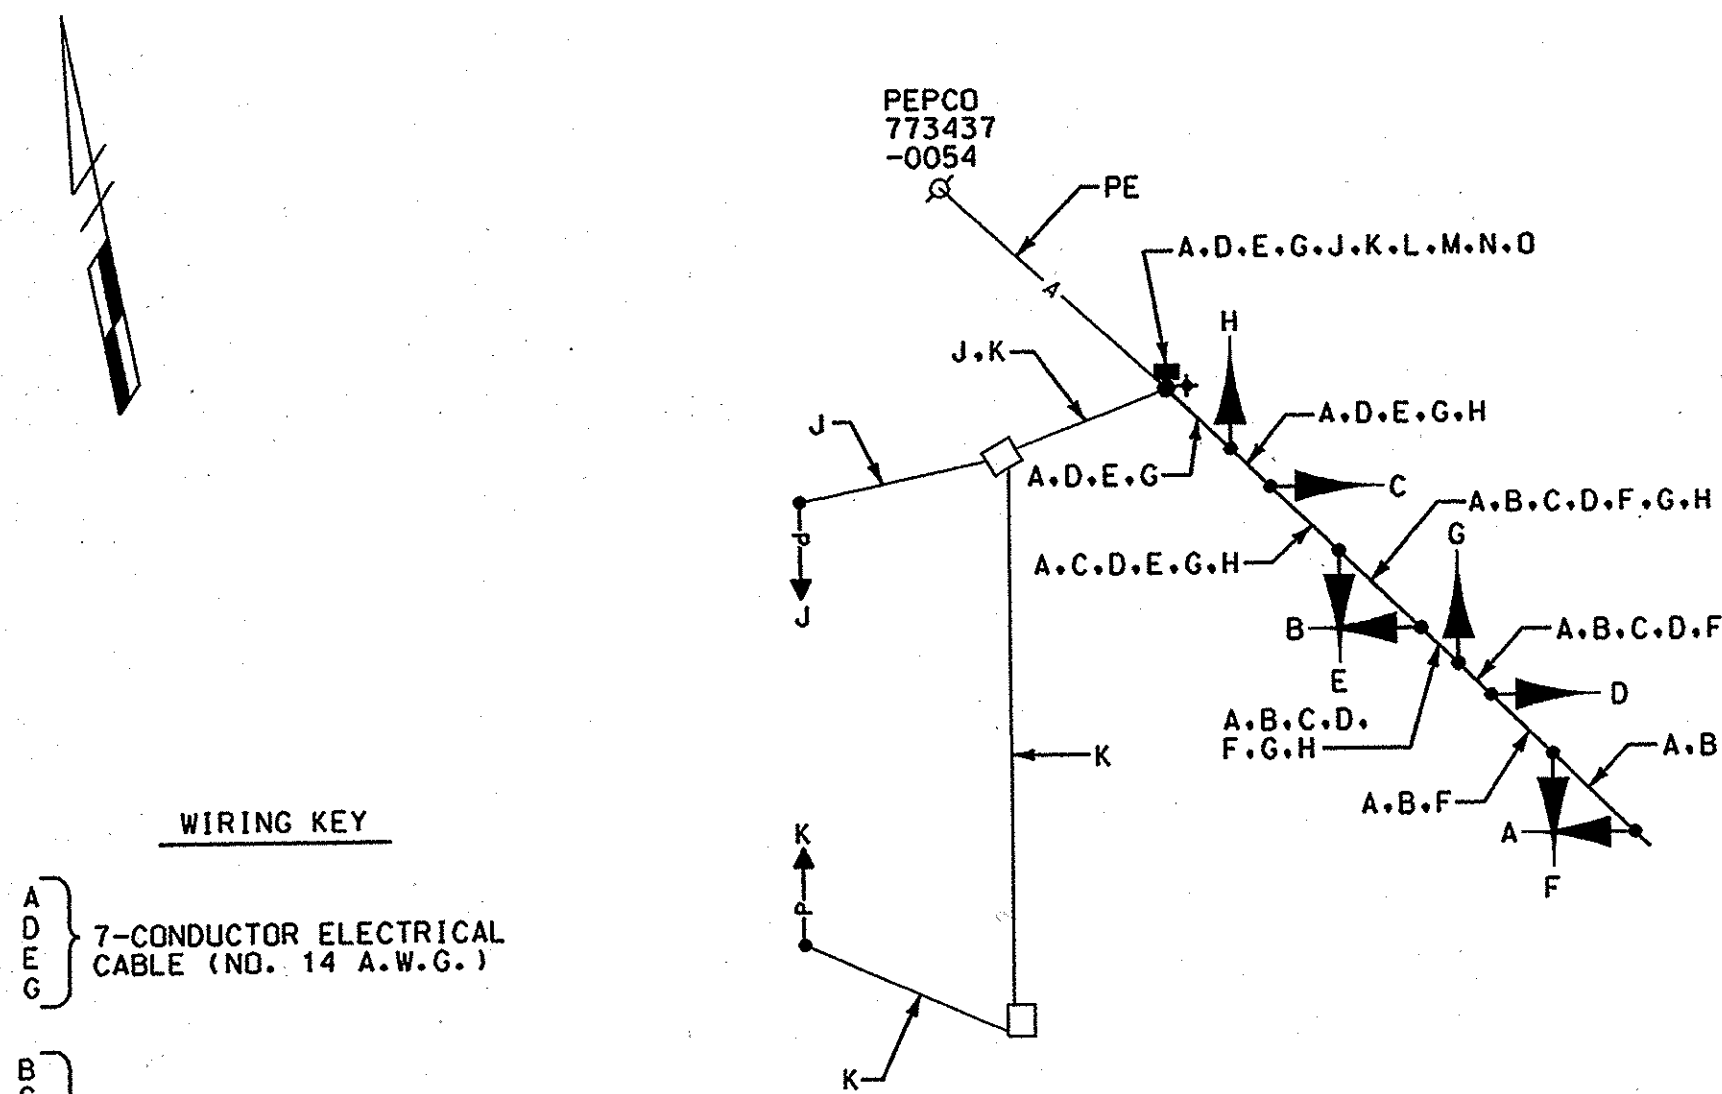 PEPCO
773437
-0054
PE
A
A.D.E.G.J.K.L.M.N.O
H
J.K
A.D.E.G.H
J
A.D.E.G
C
A.B.C.D.F.G.H
G
A.C.D.E.G.H
P
J
B
A.B.C.D.F
E
D
A.B.C.D.
F.G.H
A.B
K
A.B.F
WIRING KEY
K
A
F
A
D
E
G
7-CONDUCTOR ELECTRICAL
CABLE (NO. 14 A.W.G.)
P
B
K